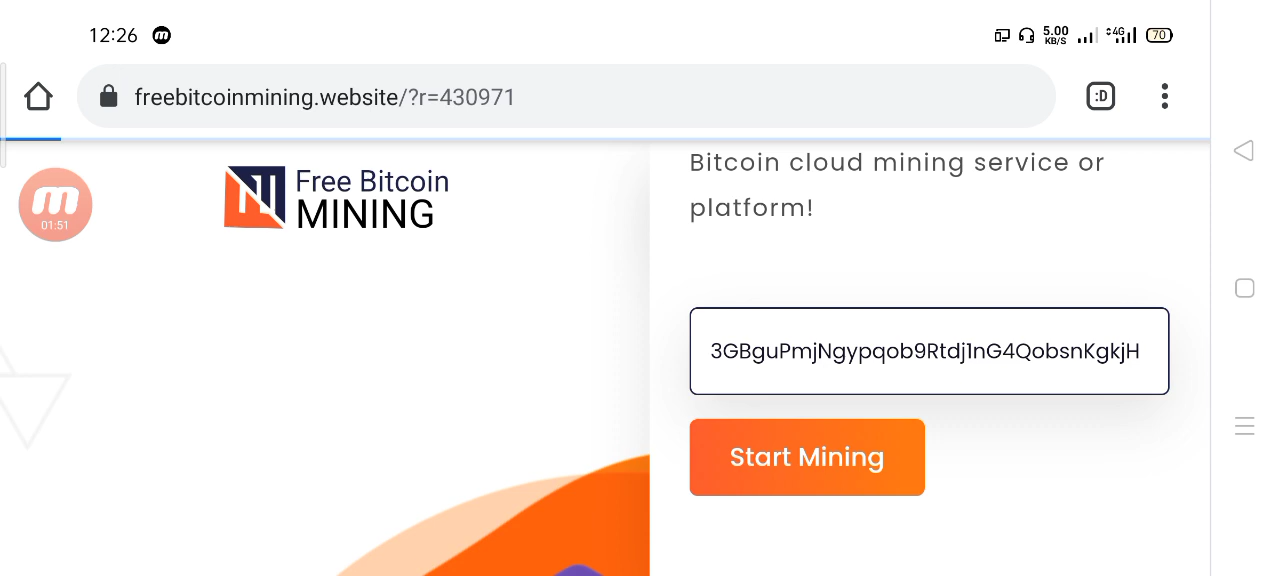 12:26 m 5.00 KB/S 4G 70
freebitcoinmining.website/?r=430971 :D
Bitcoin cloud mining service or
platform!
m
01:51
Free Bitcoin
MINING
3GBguPmjNgypqob9Rtdj1nG4QobsnKgkjH
Start Mining